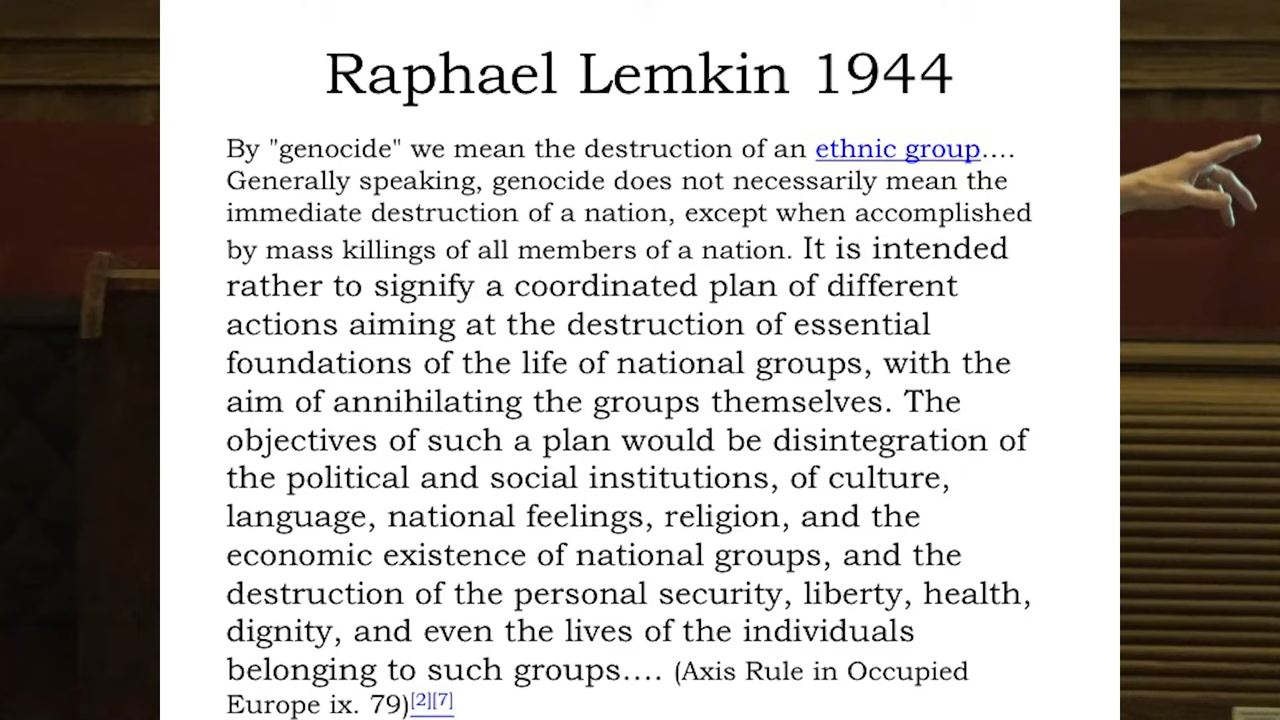 Raphael Lemkin 1944
By "genocide" we mean the destruction of an ethnic group....
Generally speaking, genocide does not necessarily mean the
immediate destruction of a nation, except when accomplished
by mass killings of all members of a nation. It is intended
rather to signify a coordinated plan of different
actions aiming at the destruction of essential
foundations of the life of national groups, with the
aim of annihilating the groups themselves. The
objectives of such a plan would be disintegration of
the political and social institutions, of culture,
language, national feelings, religion, and the
economic existence of national groups, and the
destruction of the personal security, liberty, health,
dignity, and even the lives of the individuals
belonging to such groups.... (Axis Rule in Occupied
Europe ix. 79)[2][7]